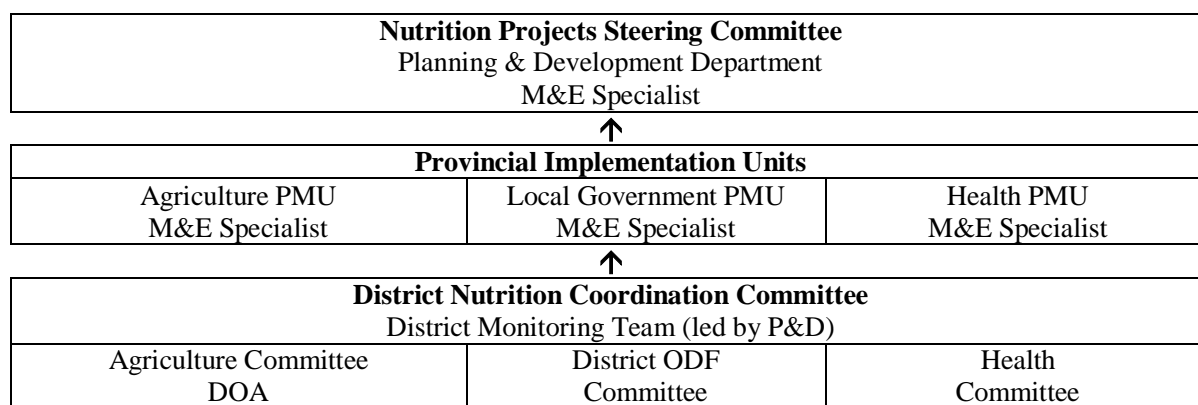 Nutrition Projects Steering Committee
Planning & Development Department
M&E Specialist
Provincial Implementation Units
Agriculture PMU
M&E Specialist
Local Government PMU
M&E Specialist
Health PMU
M&E Specialist
District Nutrition Coordination Committee
District Monitoring Team (led by P&D)
Agriculture Committee
DOA
District ODF
Committee
Health
Committee